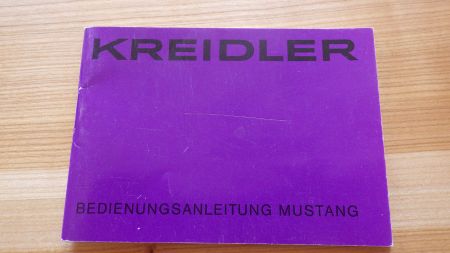 KREIDLER
BEDIENUNGSANLEITUNG MUSTANG